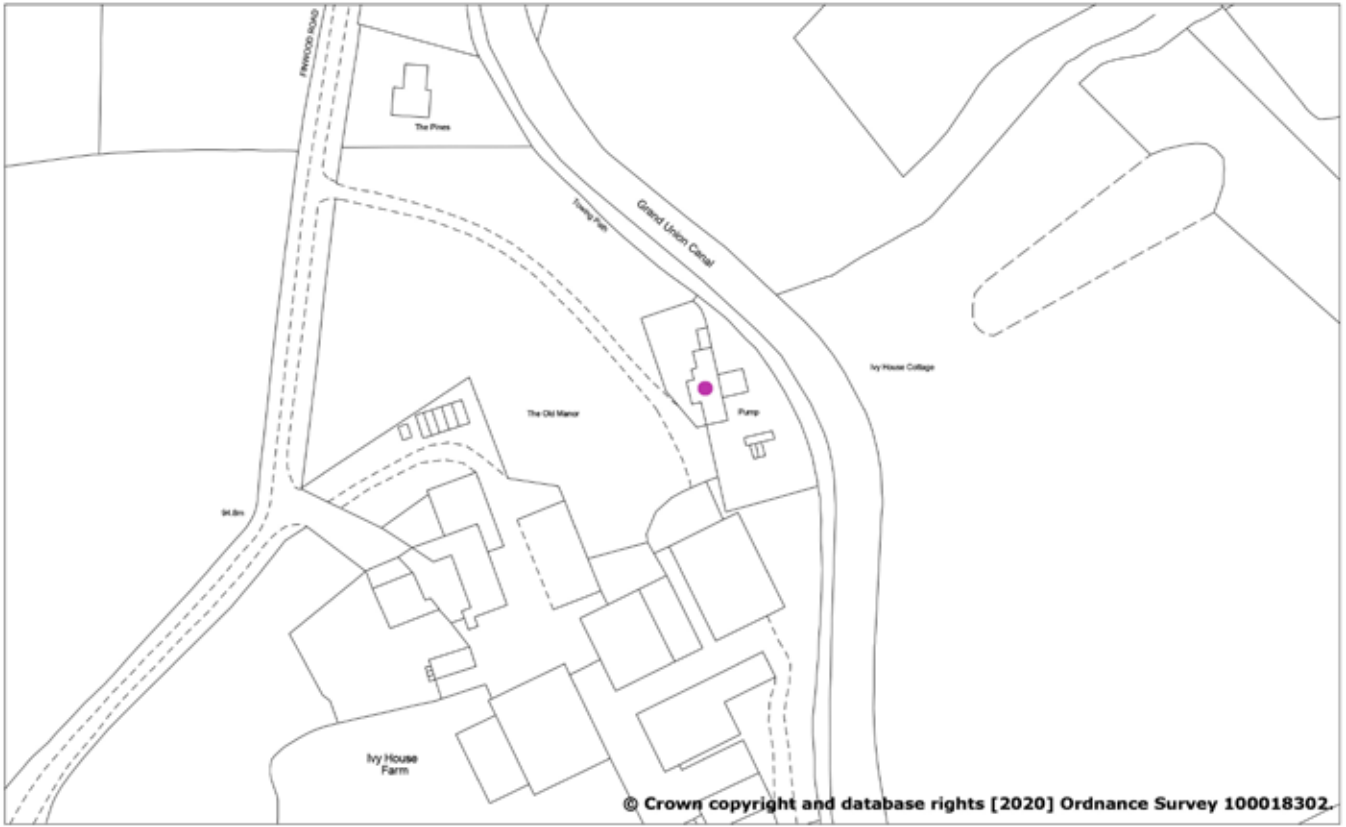 FINWOOD ROAD
The Pines
Towing Path
Grand Union Canal
Ivy House Cottage
The Old Manor
Pump
94.8m
Ivy House
Farm
© Crown copyright and database rights [2020] Ordnance Survey 100018302.